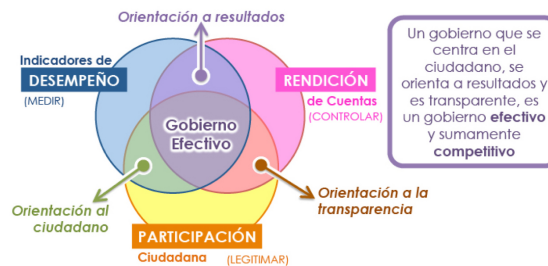 Orientación a resultados
Indicadores de
DESEMPEÑO
(MEDIR)
RENDICIÓN
de Cuentas
(CONTROLAR)
Gobierno
Efectivo
Orientación al
ciudadano
Orientación a la
transparencia
PARTICIPACIÓN
Ciudadana (LEGITIMAR)
Un gobierno que se
centra en el
ciudadano, se
orienta a resultados y
es transparente, es
un gobierno efectivo
y sumamente
competitivo